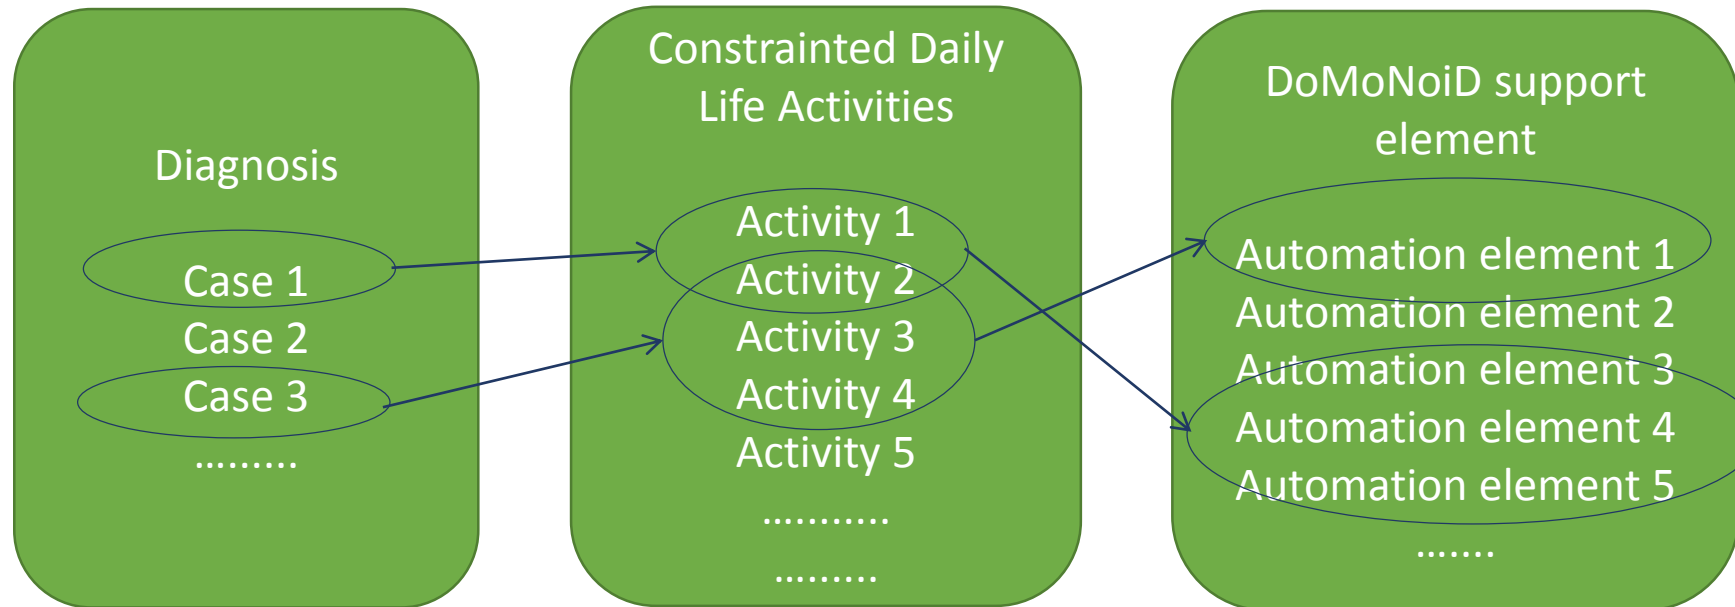 Diagnosis
Case 1
Case 2
Case 3
.........
Constrainted Daily
Life Activities
Activity 1
Activity 2
Activity 3
Activity 4
Activity 5
...........
.........
DoMoNoiD support
element
Automation element 1
Automation element 2
Automation element 3
Automation element 4
Automation element 5
.......